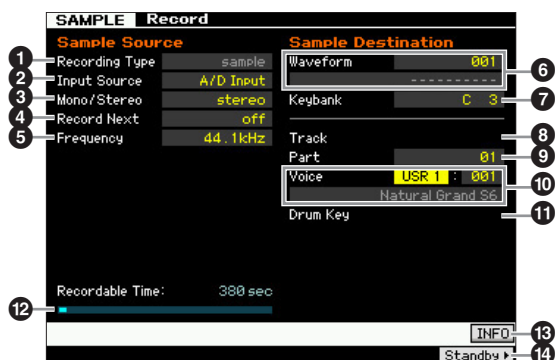 SAMPLE Record
Sample Source
1 Recording Type sample
2 Input Source A/D Input
3 Mono/Stereo stereo
4 Record Next off
5 Frequency 44.1kHz
Sample Destination
Waveform 001 6
----------
Keybank C 3 7
Track 8
Part 01 9
Voice USR 1 : 001 10
Natural Grand S6
Drum Key 11
Recordable Time: 380 sec
12
INFO 13
Standby ▸ 14